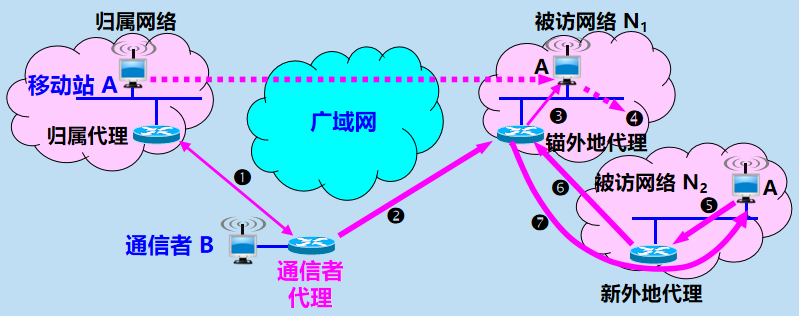 归属网络
被访网络 N₁
移动站 A
A
广域网
归属代理
❸
❹
锚外地代理
❶
❷
❻
被访网络 N₂
A
❺
❼
通信者 B
通信者
代理
新外地代理